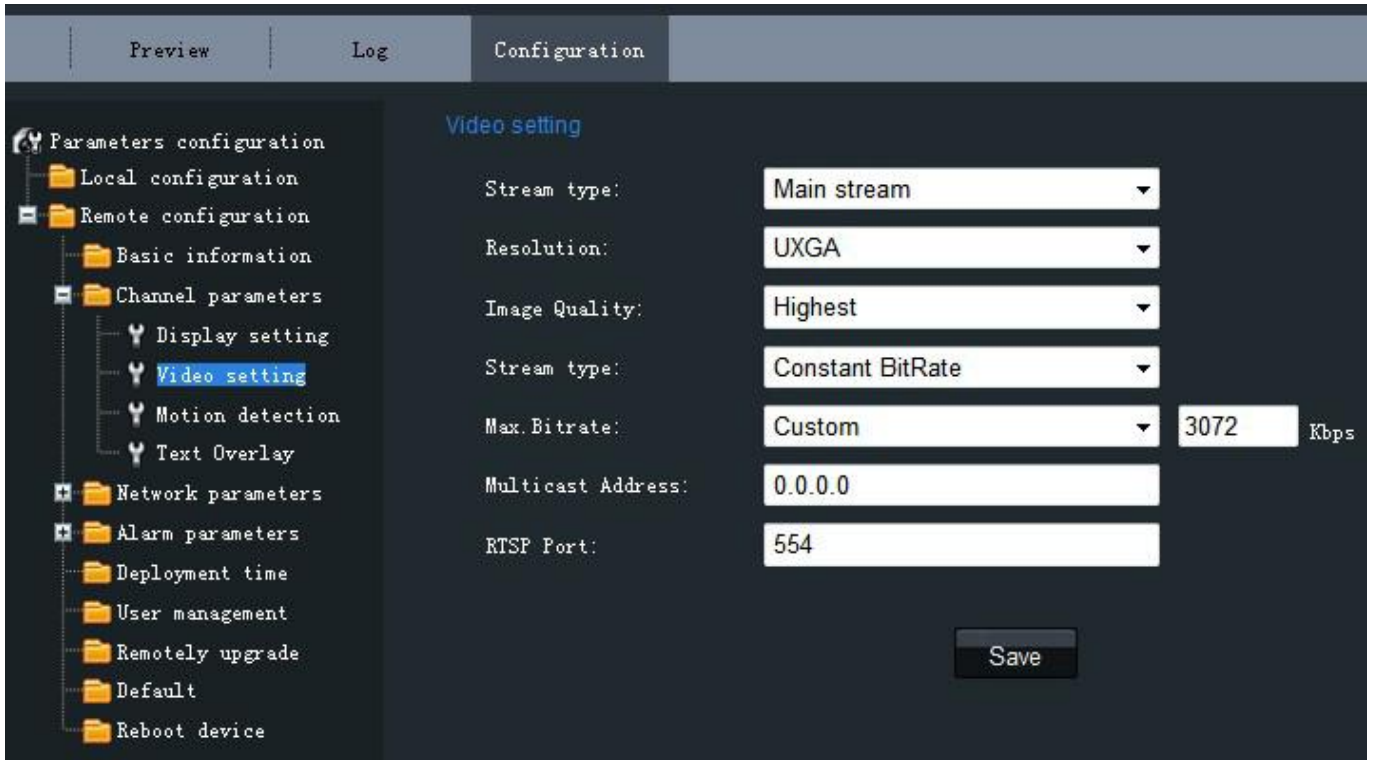 Preview Log Configuration
Parameters configuration
Local configuration
Remote configuration
Basic information
Channel parameters
Display setting
Video setting
Motion detection
Text Overlay
Network parameters
Alarm parameters
Deployment time
User management
Remotely upgrade
Default
Reboot device
Video setting
Stream type: Main stream
Resolution: UXGA
Image Quality: Highest
Stream type: Constant BitRate
Max.Bitrate: Custom 3072 Kbps
Multicast Address: 0.0.0.0
RTSP Port: 554
Save